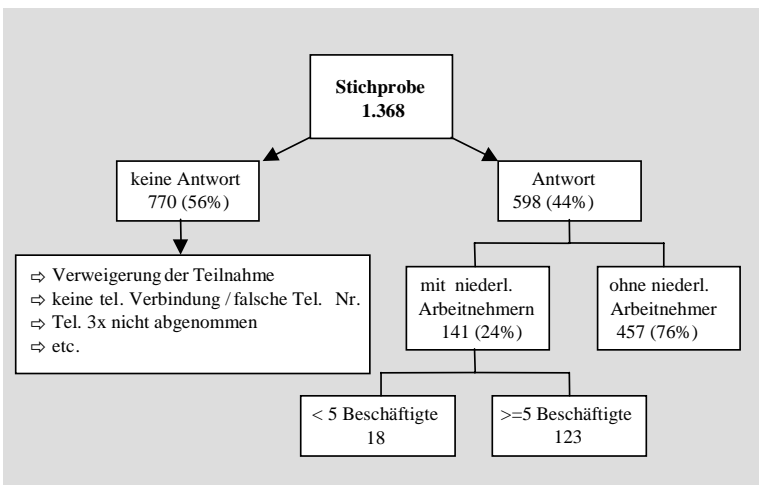 Stichprobe
1.368
keine Antwort
770 (56%)
Antwort
598 (44%)
⇨ Verweigerung der Teilnahme
⇨ keine tel. Verbindung / falsche Tel. Nr.
⇨ Tel. 3x nicht abgenommen
⇨ etc.
mit niederl.
Arbeitnehmern
141 (24%)
ohne niederl.
Arbeitnehmer
457 (76%)
< 5 Beschäftigte
18
>=5 Beschäftigte
123